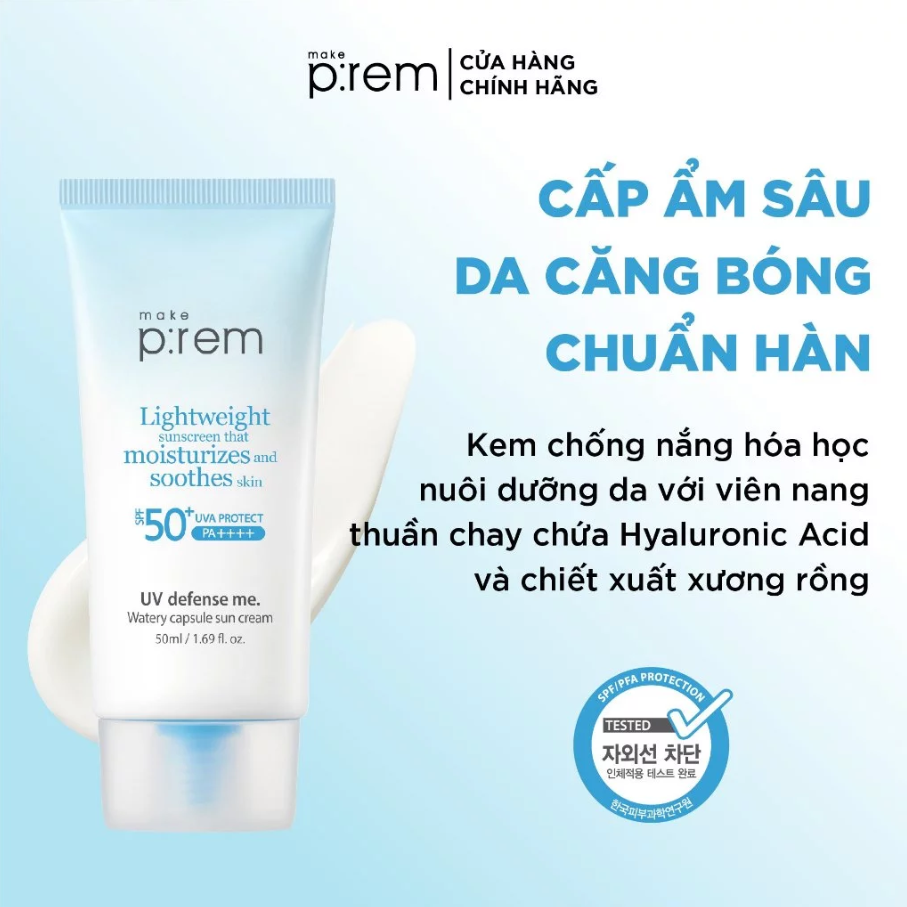 make
p:rem
CỬA HÀNG
CHÍNH HÃNG
CẤP ẨM SÂU
DA CĂNG BÓNG
CHUẨN HÀN
Kem chống nắng hóa học
nuôi dưỡng da với viên nang
thuần chay chứa Hyaluronic Acid
và chiết xuất xương rồng
make
p:rem
Lightweight
sunscreen that
moisturizes and
soothes skin
SPF 50+ UVA PROTECT
PA++++
UV defense me.
Watery capsule sun cream
50ml / 1.69 fl. oz.
SPF/PFA PROTECTION
TESTED
자외선 차단
인체적용 테스트 완료
한국피부과학연구원